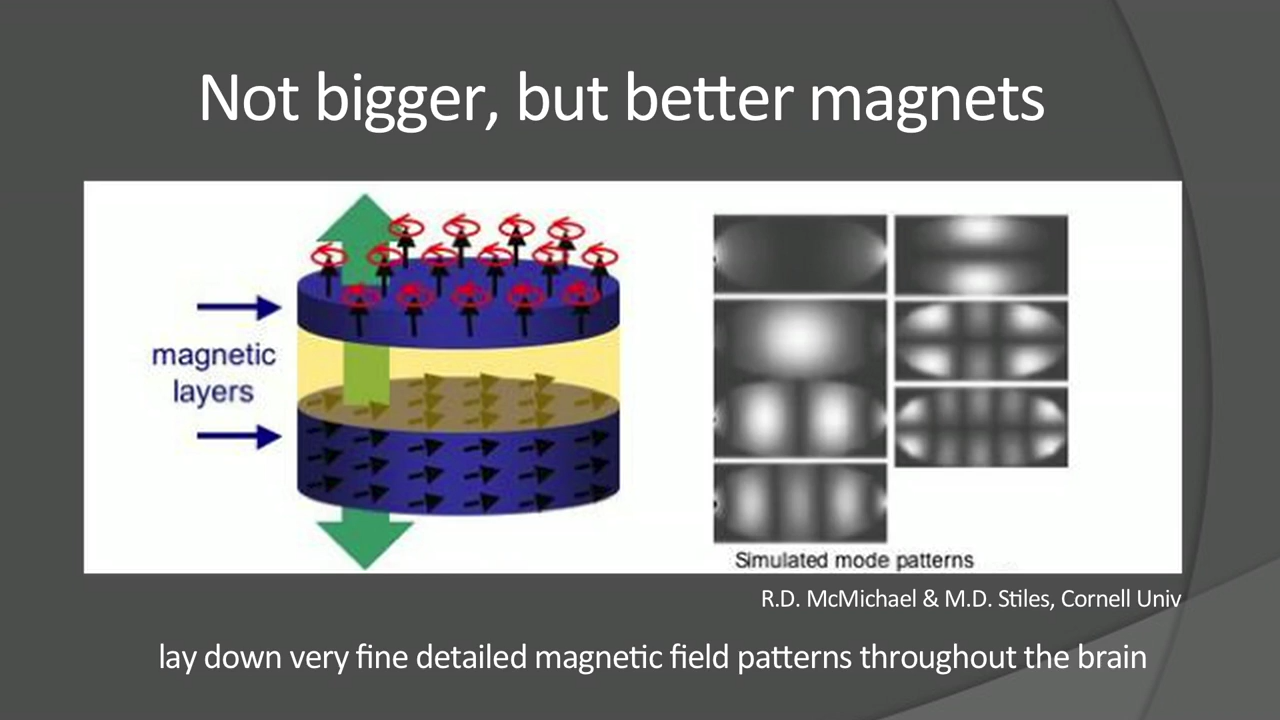 Not bigger, but better magnets
magnetic
layers
Simulated mode patterns
R.D. McMichael & M.D. Stiles, Cornell Univ
lay down very fine detailed magnetic field patterns throughout the brain